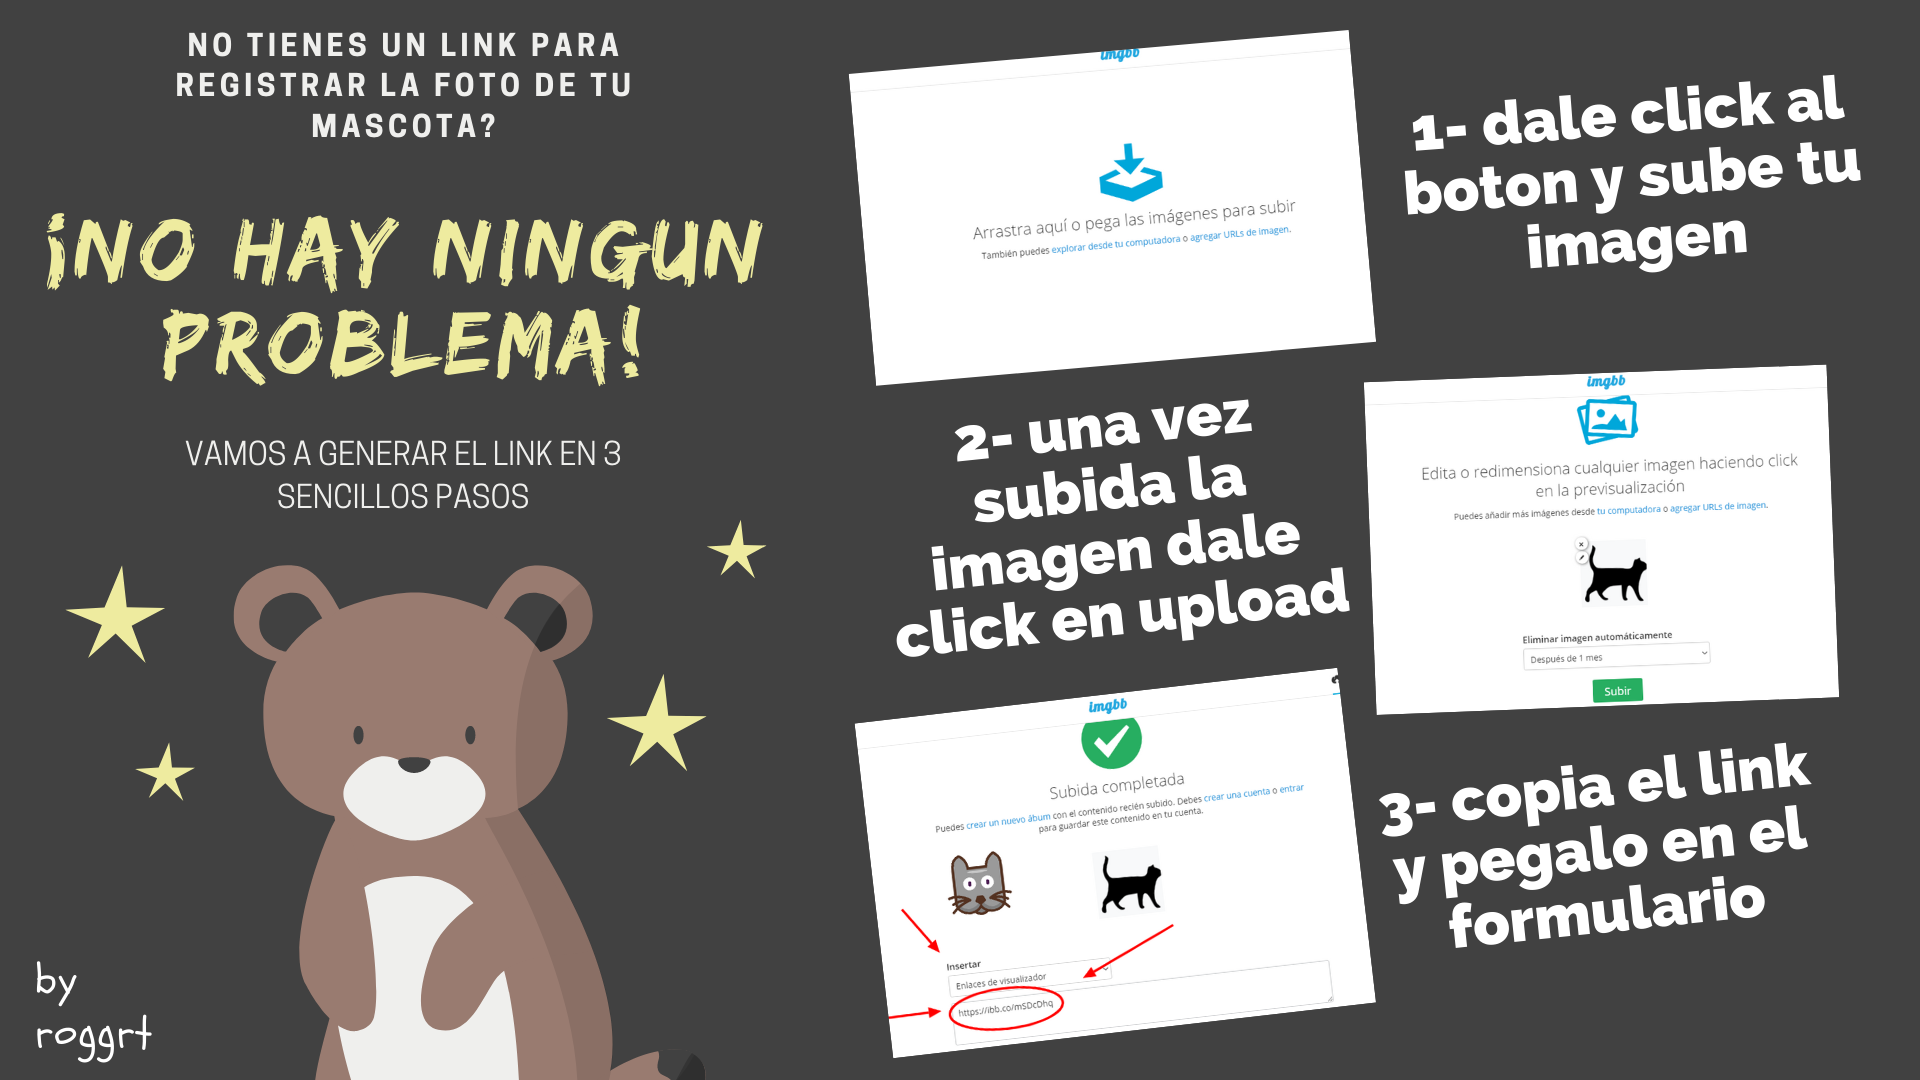 NO TIENES UN LINK PARA
REGISTRAR LA FOTO DE TU
MASCOTA?
¡NO HAY NINGUN
PROBLEMA!
VAMOS A GENERAR EL LINK EN 3
SENCILLOS PASOS
by
roggrt
imgbb
Arrastra aquí o pega las imágenes para subir
También puedes explorar desde tu computadora o agregar URLs de imagen.
1- dale click al
boton y sube tu
imagen
2- una vez
subida la
imagen dale
click en upload
imgbb
Edita o redimensiona cualquier imagen haciendo click
en la previsualización
Puedes añadir más imágenes desde tu computadora o agregar URLs de imagen.
Eliminar imagen automáticamente
Después de 1 mes
Subir
imgbb
Subida completada
Puedes crear un nuevo ábum con el contenido recién subido. Debes crear una cuenta o entrar
para guardar este contenido en tu cuenta.
Insertar
Enlaces de visualizador
https://ibb.co/mSDcDhq
3- copia el link
y pegalo en el
formulario